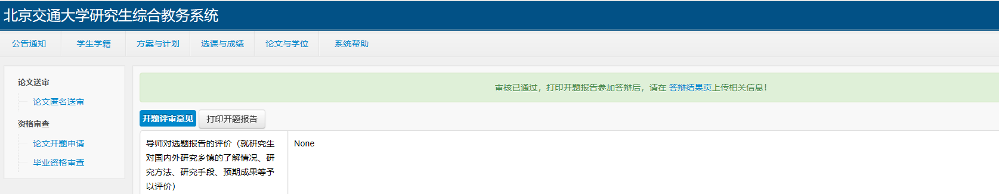 北京交通大学研究生综合教务系统
公告通知 学生学籍 方案与计划 选课与成绩 论文与学位 系统帮助
论文送审
论文匿名送审
资格审查
论文开题申请
毕业资格审查
审核已通过，打印开题报告参加答辩后，请在 答辩结果页上传相关信息！
开题评审意见 打印开题报告
导师对选题报告的评价（就研究生
对国内外研究乡镇的了解情况、研
究方法、研究手段、预期成果等予
以评价）
None